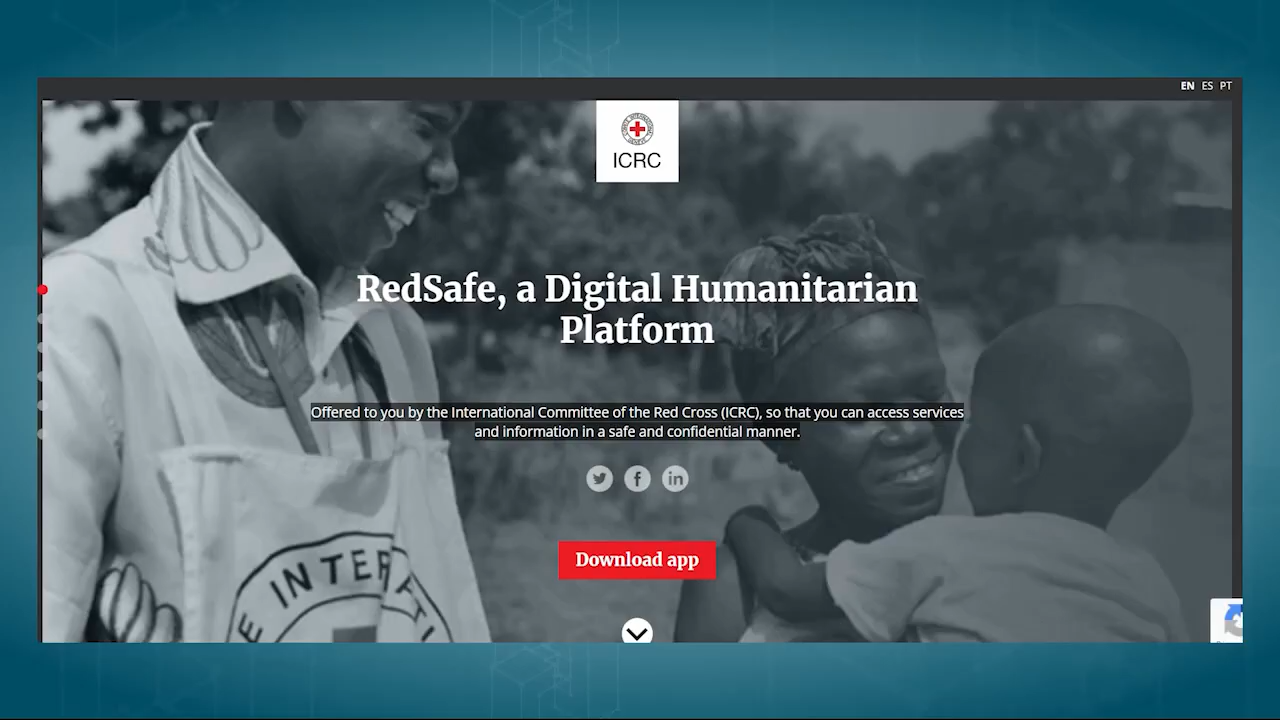 EN ES PT
ICRC
RedSafe, a Digital Humanitarian
Platform
Offered to you by the International Committee of the Red Cross (ICRC), so that you can access services
and information in a safe and confidential manner.
Download app
E INTER